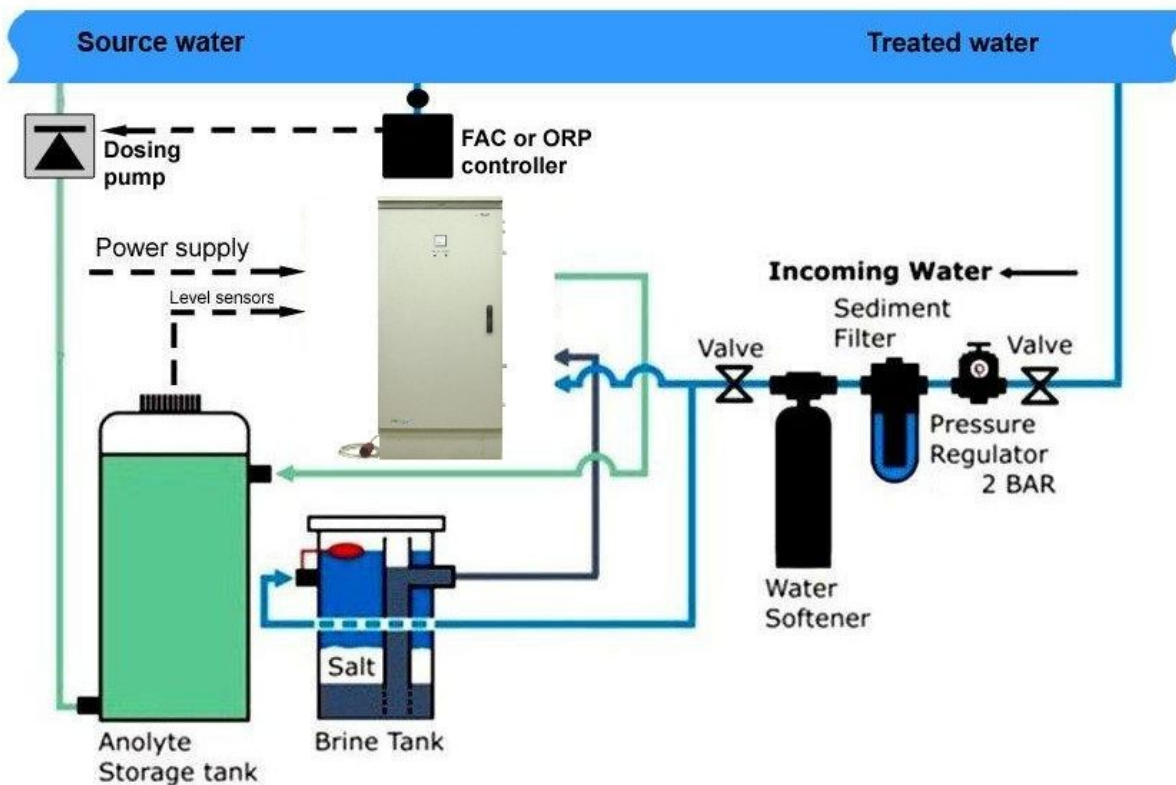 Source water
Treated water
Dosing
pump
FAC or ORP
controller
Power supply
Level sensors
Incoming Water
Sediment
Filter
Valve
Valve
Pressure
Regulator
2 BAR
Water
Softener
Salt
Brine Tank
Anolyte
Storage tank